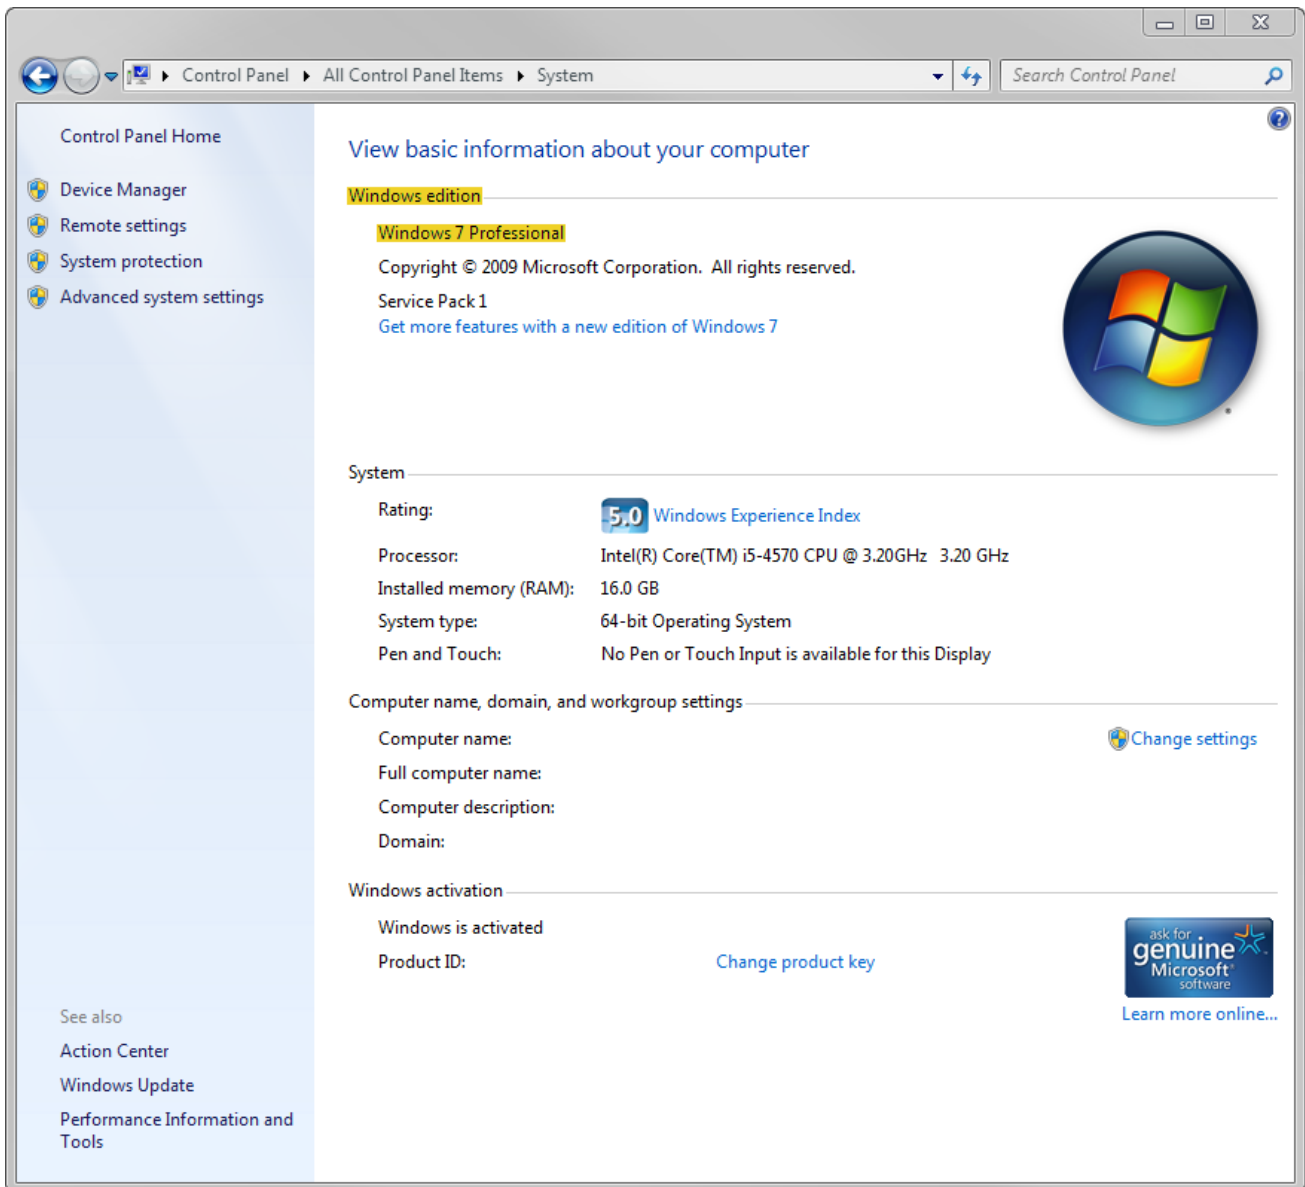 Control Panel ▸ All Control Panel Items ▸ System
Search Control Panel
Control Panel Home
Device Manager
Remote settings
System protection
Advanced system settings
See also
Action Center
Windows Update
Performance Information and
Tools
View basic information about your computer
Windows edition
Windows 7 Professional
Copyright © 2009 Microsoft Corporation. All rights reserved.
Service Pack 1
Get more features with a new edition of Windows 7
System
Rating: 5.0 Windows Experience Index
Processor: Intel(R) Core(TM) i5-4570 CPU @ 3.20GHz 3.20 GHz
Installed memory (RAM): 16.0 GB
System type: 64-bit Operating System
Pen and Touch: No Pen or Touch Input is available for this Display
Computer name, domain, and workgroup settings
Computer name: Change settings
Full computer name:
Computer description:
Domain:
Windows activation
Windows is activated
Product ID: Change product key
ask for
genuine
Microsoft®
software
Learn more online...